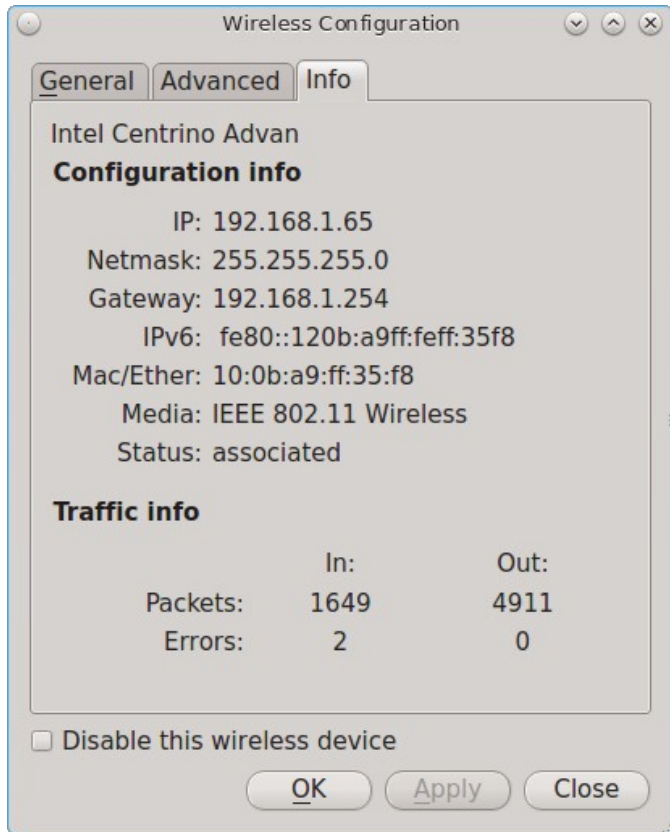 Wireless Configuration
General Advanced Info
Intel Centrino Advan
Configuration info
IP: 192.168.1.65
Netmask: 255.255.255.0
Gateway: 192.168.1.254
IPv6: fe80::120b:a9ff:feff:35f8
Mac/Ether: 10:0b:a9:ff:35:f8
Media: IEEE 802.11 Wireless
Status: associated
Traffic info
In: Out:
Packets: 1649 4911
Errors: 2 0
Disable this wireless device
OK Apply Close